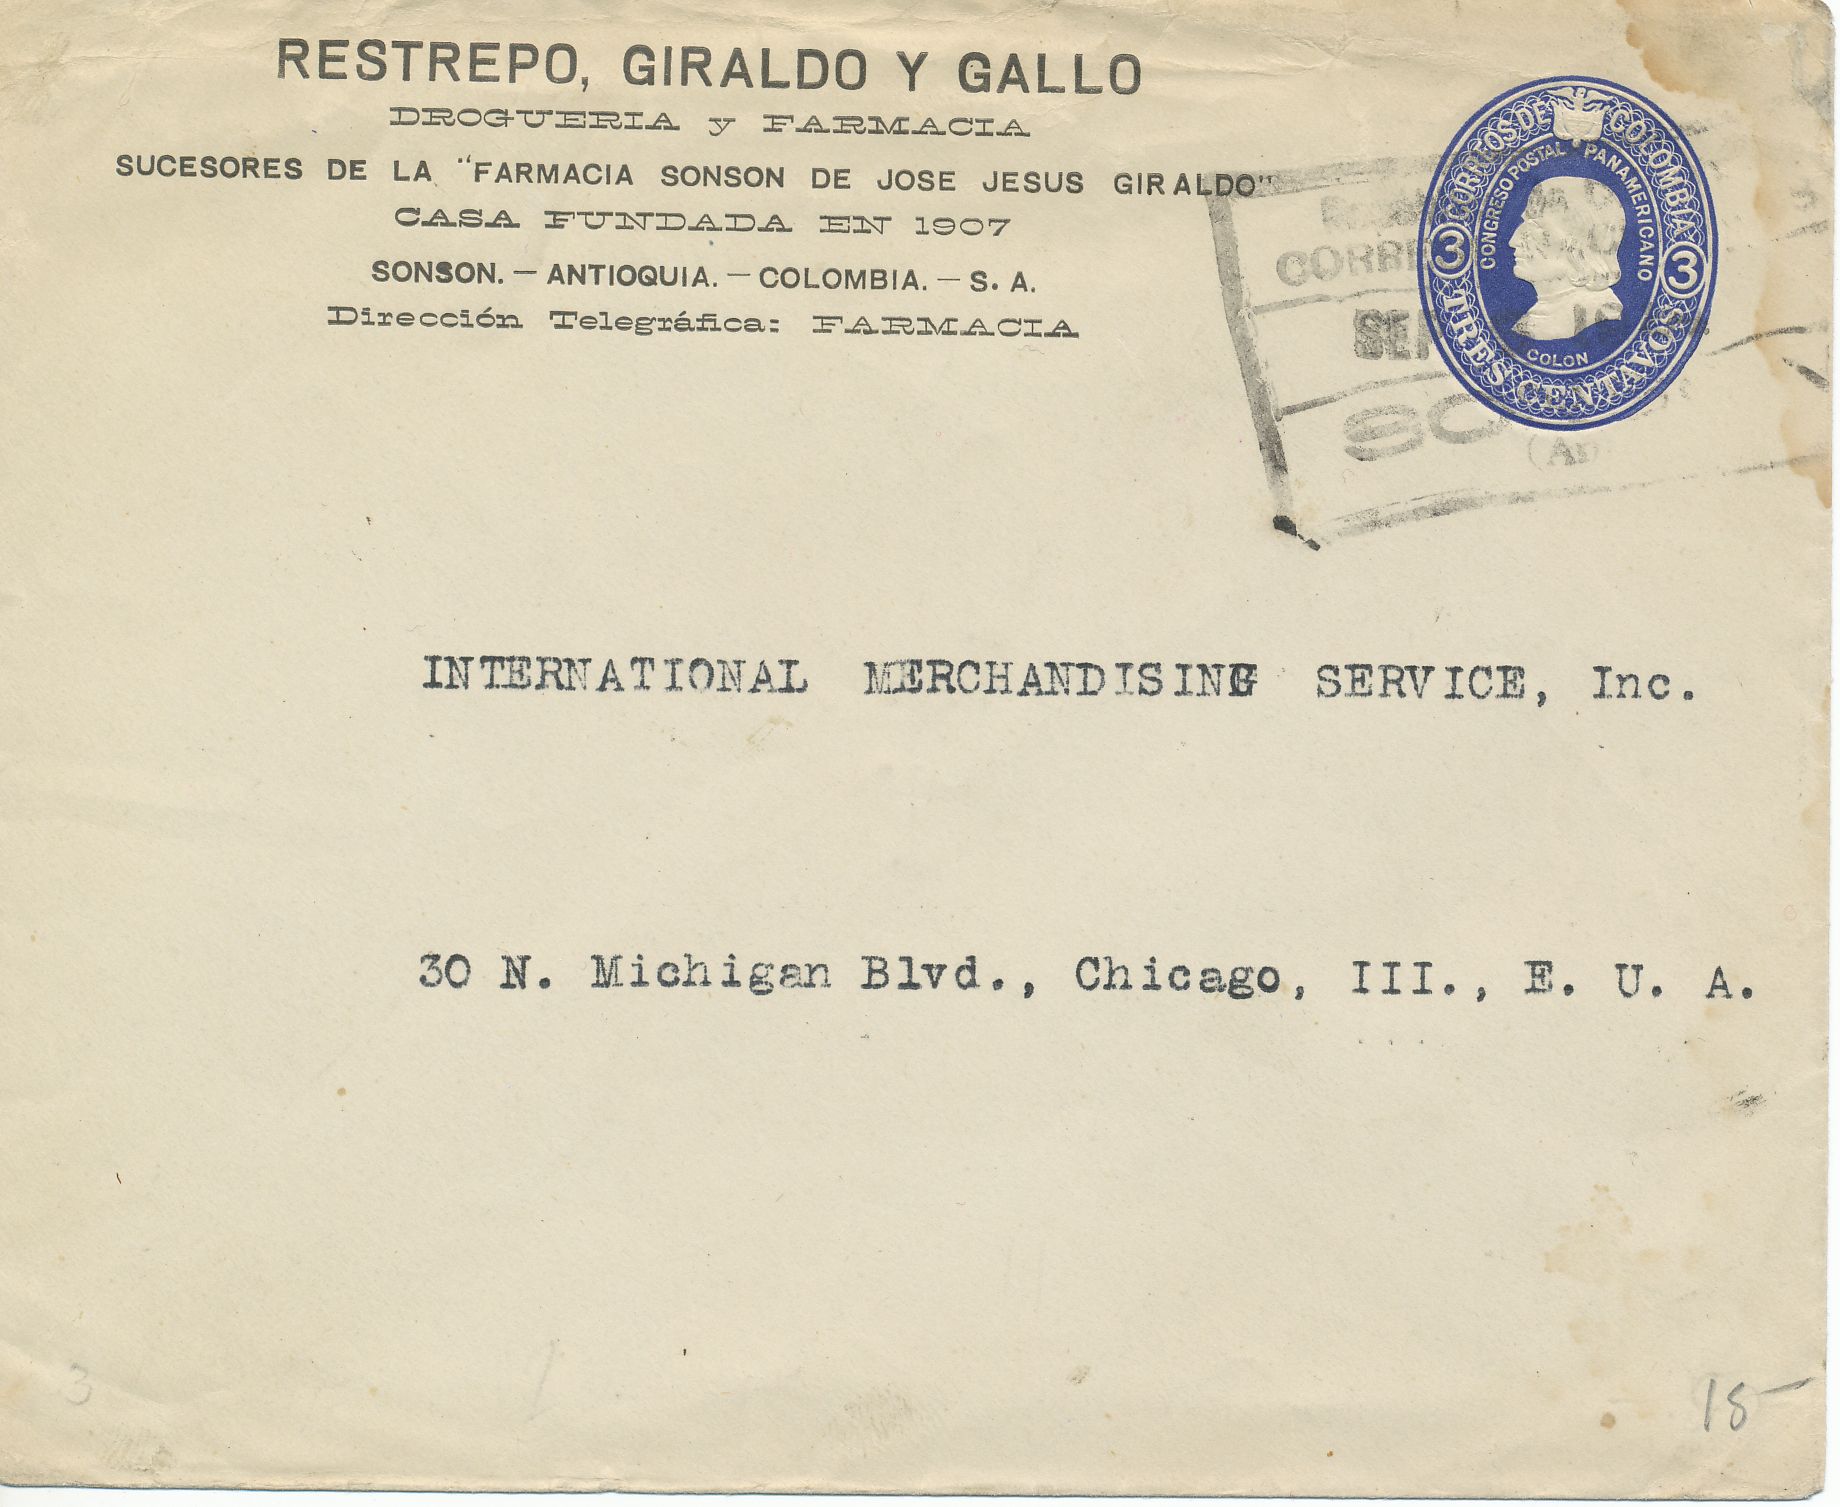 RESTREPO, GIRALDO Y GALLO
DROGUERIA y FARMACIA
SUCESORES DE LA "FARMACIA SONSON DE JOSE JESUS GIRALDO"
CASA FUNDADA EN 1907
SONSON. — ANTIOQUIA. — COLOMBIA. — S. A.
Dirección Telegráfica: FARMACIA
CORREOS DE COLOMBIA
CONGRESO POSTAL PANAMERICANO
3 3
COLON
TRES CENTAVOS
INTERNATIONAL MERCHANDISING SERVICE, Inc.
30 N. Michigan Blvd., Chicago, III., E. U. A.
3
18-